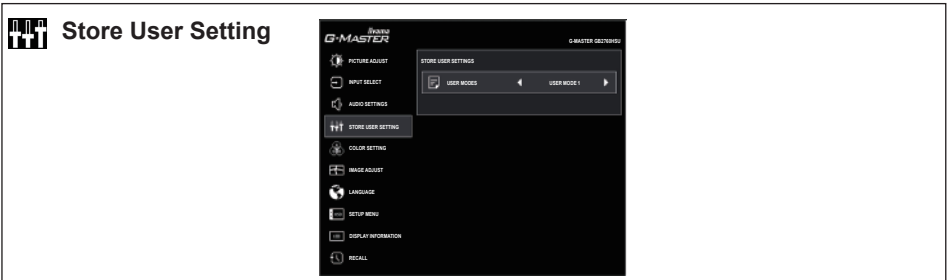 Store User Setting
iiyama
G-MASTER
G-MASTER GB2760HSU
PICTURE ADJUST
STORE USER SETTINGS
INPUT SELECT
USER MODES
USER MODE 1
AUDIO SETTINGS
STORE USER SETTING
COLOR SETTING
IMAGE ADJUST
LANGUAGE
SETUP MENU
DISPLAY INFORMATION
RECALL